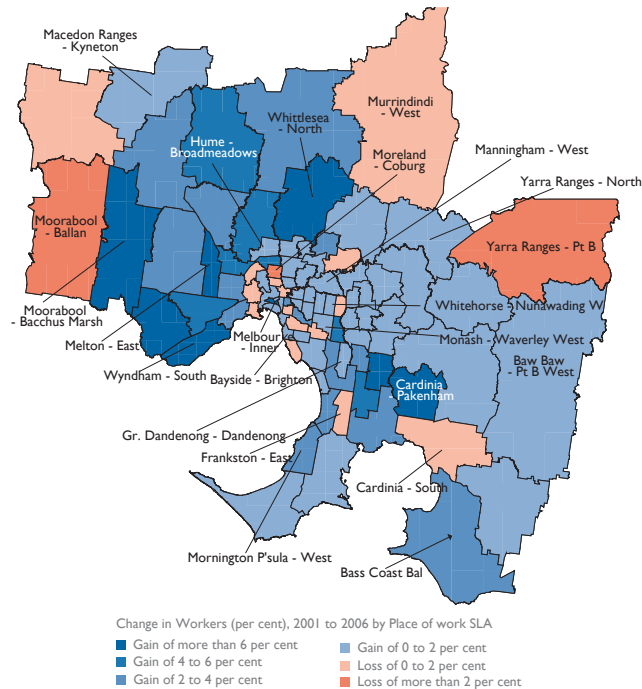 Macedon Ranges
- Kyneton
Murrindindi
- West
Whittlesea
- North
Hume -
Broadmeadows
Moreland
- Coburg
Manningham - West
Yarra Ranges - North
Moorabool
- Ballan
Yarra Ranges - Pt B
Moorabool
- Bacchus Marsh
Whitehorse - Nunawading W
Melton - East
Melbourne
- Inner
Monash - Waverley West
Wyndham - South
Bayside - Brighton
Baw Baw
- Pt B West
Cardinia
- Pakenham
Gr. Dandenong - Dandenong
Frankston - East
Cardinia - South
Mornington P'sula - West
Bass Coast Bal
Change in Workers (per cent), 2001 to 2006 by Place of work SLA
Gain of more than 6 per cent
Gain of 4 to 6 per cent
Gain of 2 to 4 per cent
Gain of 0 to 2 per cent
Loss of 0 to 2 per cent
Loss of more than 2 per cent